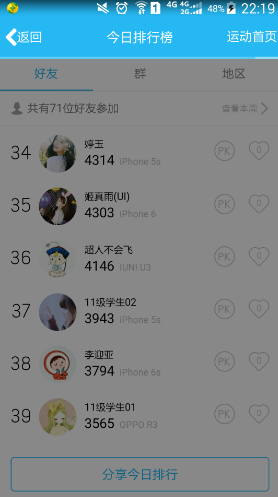 4G 4G 48% 22:19
返回 今日排行榜 运动首页
好友 群 地区
共有71位好友参加 查看本周
34 婷玉 PK 0
4314 iPhone 5s
35 姬真雨(UI) PK 0
4303 iPhone 6
36 超人不会飞 PK 0
4146 IUNI U3
37 11级学生02 PK 0
3943 iPhone 5s
38 李迎亚 PK 0
3794 iPhone 6s
39 11级学生01 PK 0
3565 OPPO R3
分享今日排行